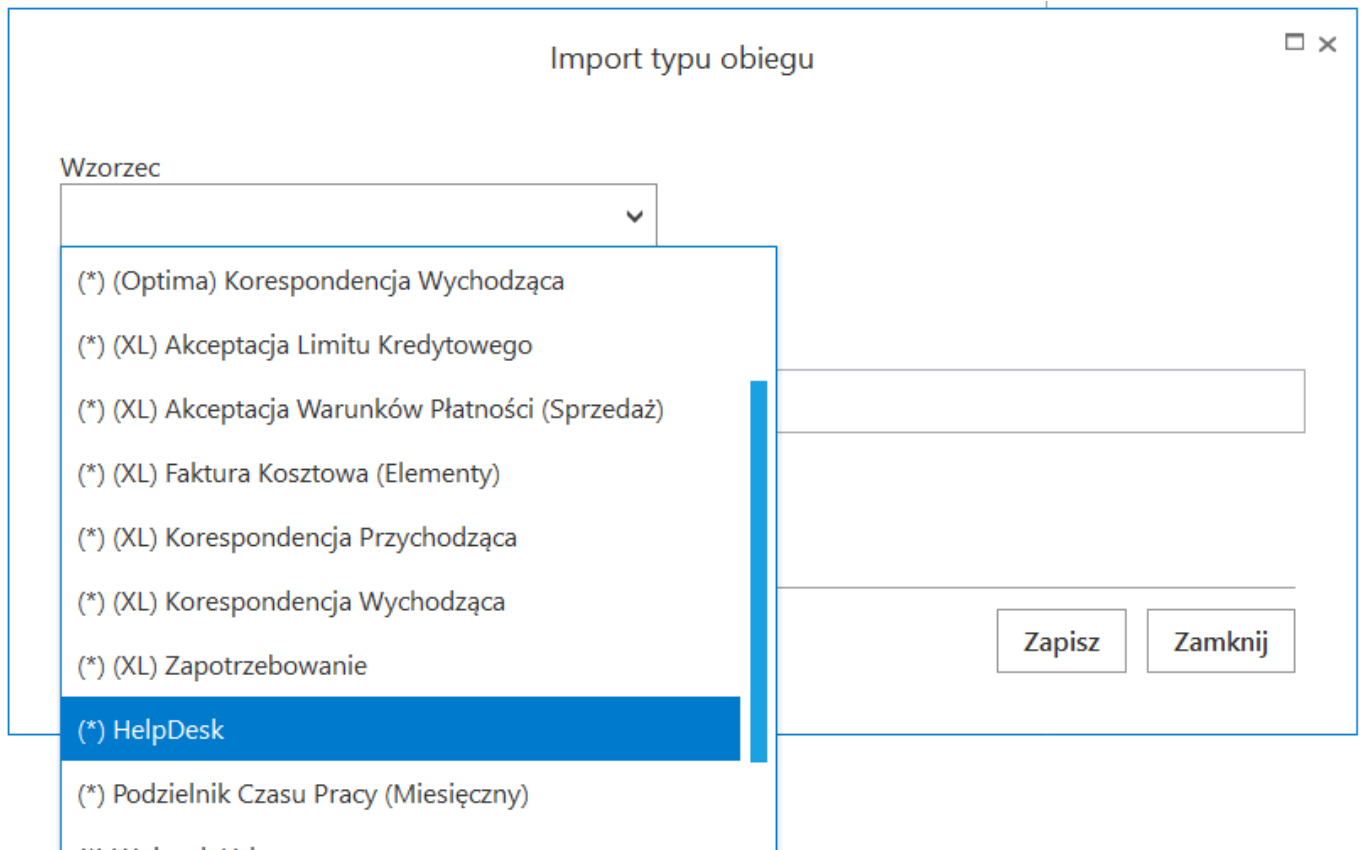 Import typu obiegu
Wzorzec
(*) (Optima) Korespondencja Wychodząca
(*) (XL) Akceptacja Limitu Kredytowego
(*) (XL) Akceptacja Warunków Płatności (Sprzedaż)
(*) (XL) Faktura Kosztowa (Elementy)
(*) (XL) Korespondencja Przychodząca
(*) (XL) Korespondencja Wychodząca
(*) (XL) Zapotrzebowanie
(*) HelpDesk
(*) Podzielnik Czasu Pracy (Miesięczny)
Zapisz
Zamknij